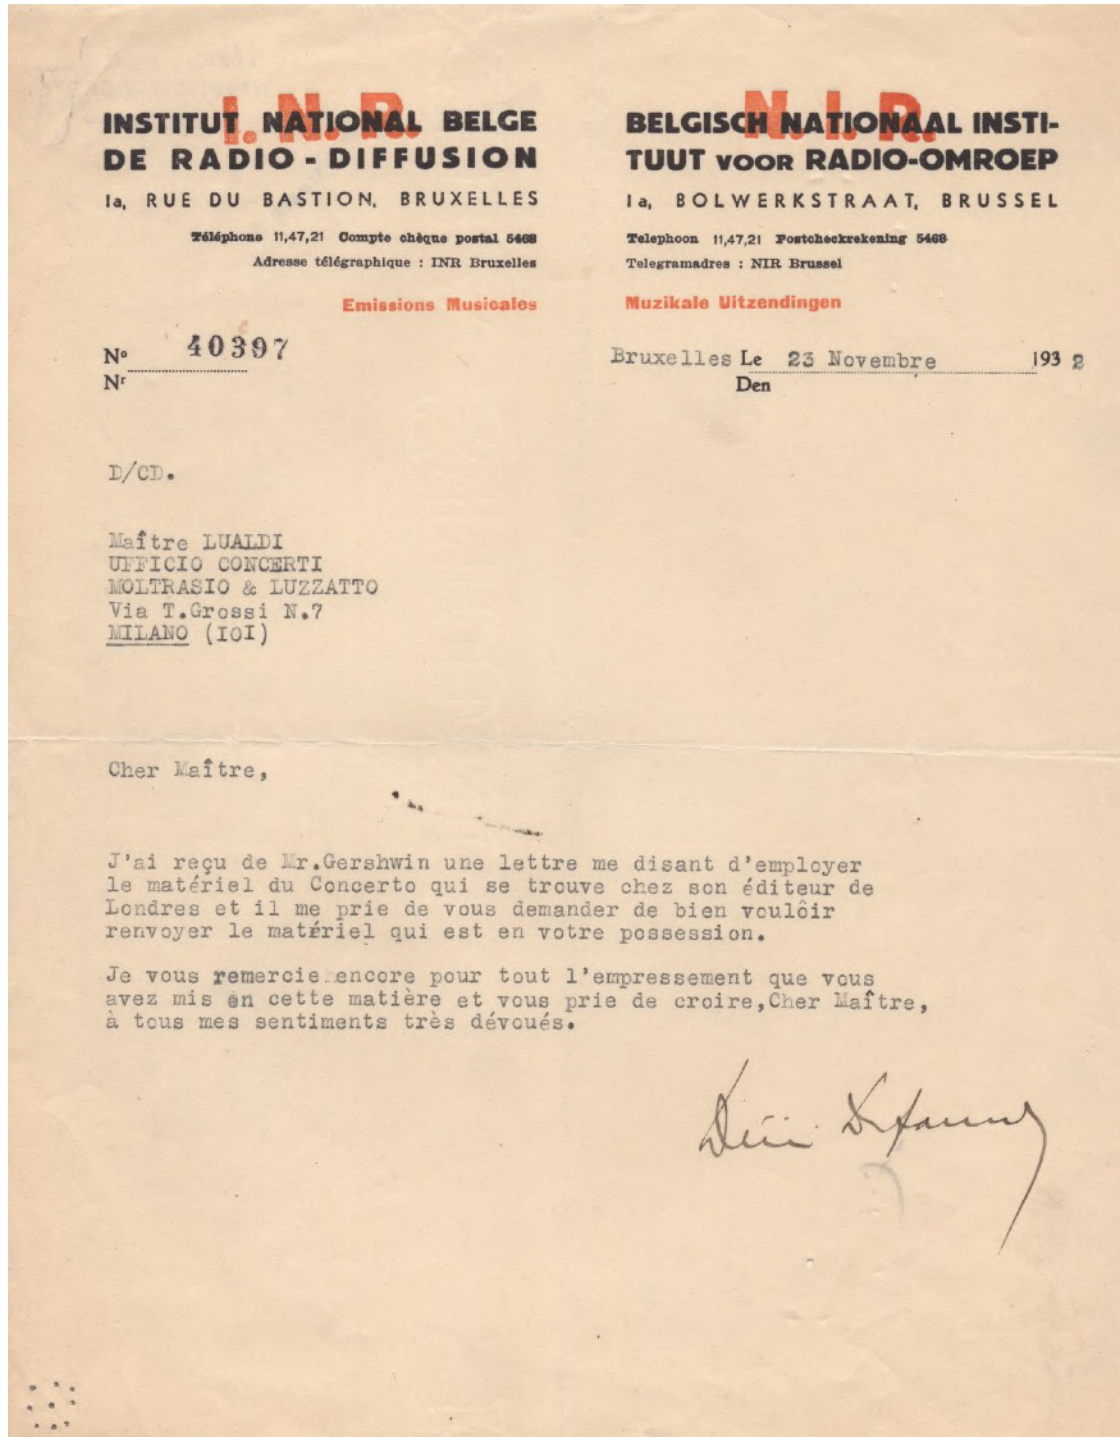 I.N.R.
INSTITUT NATIONAL BELGE
DE RADIO-DIFFUSION
1a, RUE DU BASTION, BRUXELLES
Téléphone 11,47,21 Compte chèque postal 5468
Adresse télégraphique : INR Bruxelles
Emissions Musicales
N.I.R.
BELGISCH NATIONAAL INSTI-
TUUT VOOR RADIO-OMROEP
1a, BOLWERKSTRAAT, BRUSSEL
Telephoon 11,47,21 Postcheckrekening 5468
Telegramadres : NIR Brussel
Muzikale Uitzendingen
Nº 40397
Nr
Bruxelles Le 23 Novembre 1932
Den
D/CD.
Maître LUALDI
UFFICIO CONCERTI
MOLTRASIO & LUZZATTO
Via T.Grossi N.7
MILANO (IOI)
Cher Maître,
J'ai reçu de Mr.Gershwin une lettre me disant d'employer
le matériel du Concerto qui se trouve chez son éditeur de
Londres et il me prie de vous demander de bien voulôir
renvoyer le matériel qui est en votre possession.
Je vous remercie encore pour tout l'empressement que vous
avez mis en cette matière et vous prie de croire,Cher Maître,
à tous mes sentiments très dévoués.